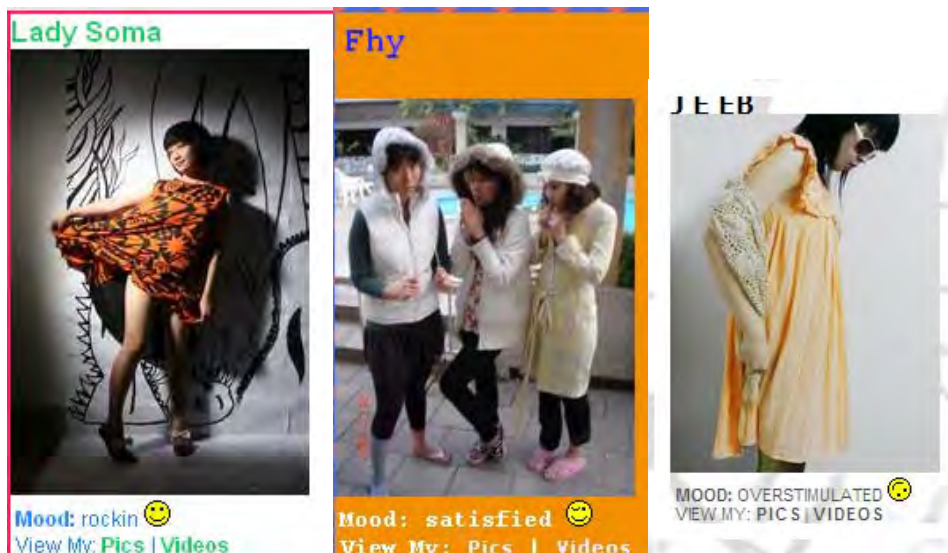 Lady Soma
Mood: rockin
View My: Pics | Videos
Fhy
Mood: satisfied
View My: Pics | Videos
J E EB
MOOD: OVERSTIMULATED
VIEW MY: PICS | VIDEOS